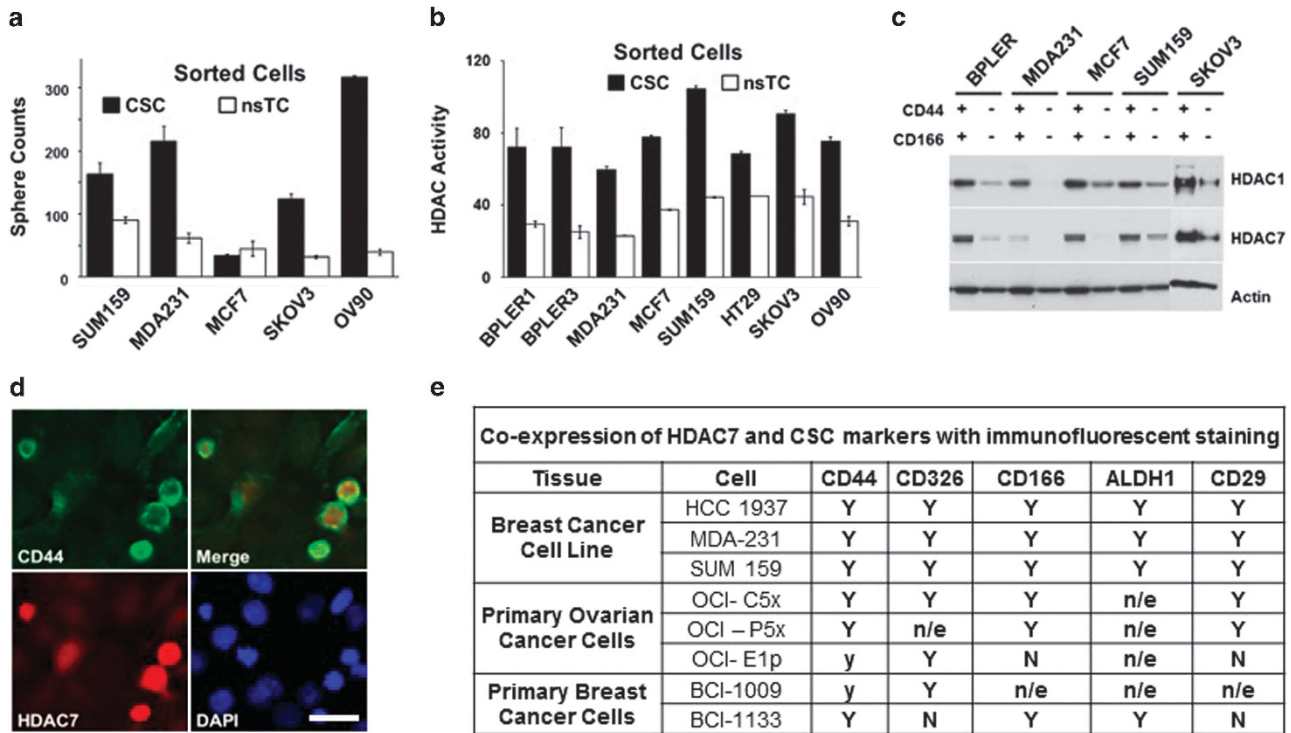 a
Sorted Cells
CSC nsTC
Sphere Counts
300
200
100
0
SUM159 MDA231 MCF7 SKOV3 OV90
b
Sorted Cells
CSC nsTC
HDAC Activity
120
80
40
0
BPLER1 BPLER3 MDA231 MCF7 SUM159 HT29 SKOV3 OV90
c
BPLER MDA231 MCF7 SUM159 SKOV3
CD44 + - + - + - + - + -
CD166 + - + - + - + - + -
HDAC1
HDAC7
Actin
d
CD44
Merge
HDAC7
DAPI
e
Co-expression of HDAC7 and CSC markers with immunofluorescent staining
Tissue Cell CD44 CD326 CD166 ALDH1 CD29
Breast Cancer
Cell Line
HCC 1937 Y Y Y Y Y
MDA-231 Y Y Y Y Y
SUM 159 Y Y Y Y Y
Primary Ovarian
Cancer Cells
OCI- C5x Y Y Y n/e Y
OCI – P5x Y n/e Y n/e Y
OCI- E1p y Y N n/e N
Primary Breast
Cancer Cells
BCI-1009 y Y n/e n/e n/e
BCI-1133 Y N Y Y N